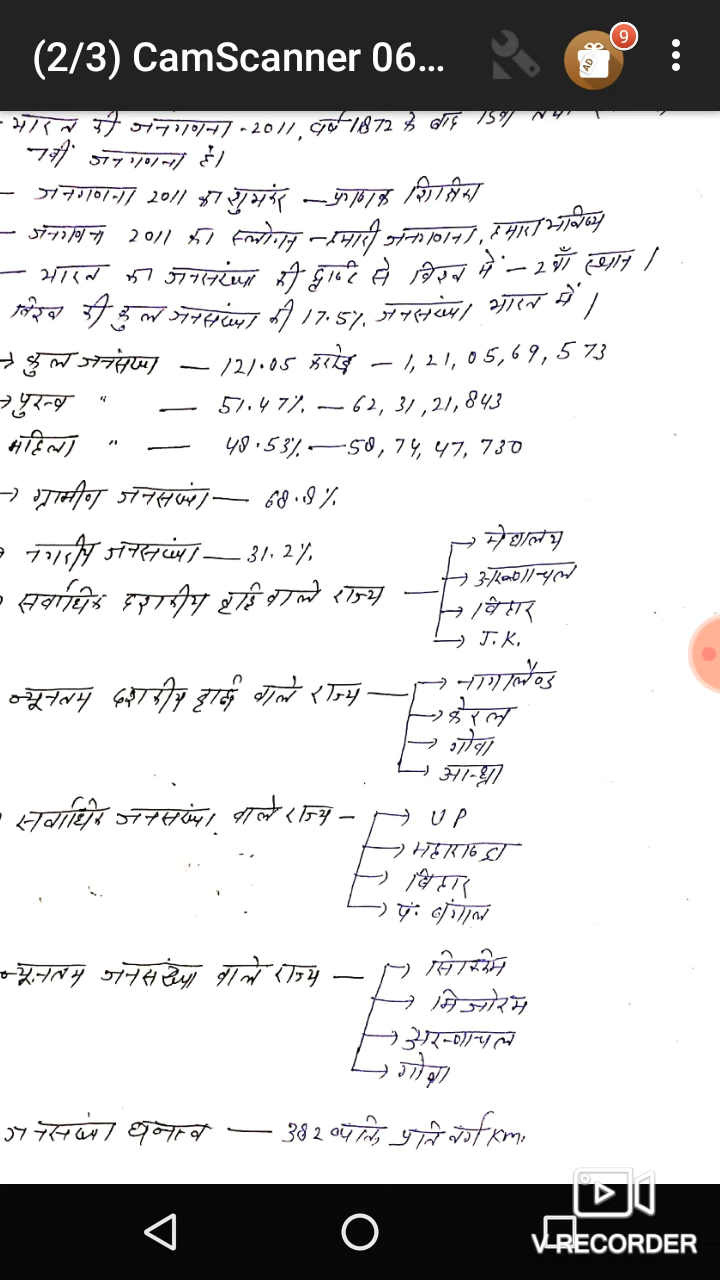 (2/3) CamScanner 06...
9
AD
- भारत की जनगणना -2011, वर्ष 1872 के बाद 15वीं
नवीं जनगणना है।
- जनगणना 2011 का शुभंकर - प्रगणक शिक्षिका
- जनगणना 2011 का स्लोगन - हमारी जनगणना, हमारा भविष्य
- भारत का जनसंख्या की दृष्टि से विश्व में - 2वाँ स्थान।
विश्व की कुल जनसंख्या की 17.5% जनसंख्या भारत में।
→ कुल जनसंख्या — 121.05 करोड़ — 1,21,05,69,573
→ पुरुष " — 51.47% — 62,31,21,843
महिला " — 48.53% — 58,74,47,730
→ ग्रामीण जनसंख्या — 68.8%
नगरीय जनसंख्या — 31.2%
सर्वाधिक दशकीय वृद्धि वाले राज्य — → मेघालय
→ अरुणाचल
→ बिहार
→ J.K.
न्यूनतम दशकीय वृद्धि वाले राज्य — → नागालैण्ड
→ केरल
→ गोवा
→ आन्ध्रा
सर्वाधिक जनसंख्या वाले राज्य - → UP
→ महाराष्ट्रा
→ बिहार
→ पं. बंगाल
न्यूनतम जनसंख्या वाले राज्य — → सिक्किम
→ मिजोरम
→ अरुणाचल
→ गोवा
जनसंख्या घनत्व — 382 व्यक्ति प्रति वर्ग km.
V RECORDER